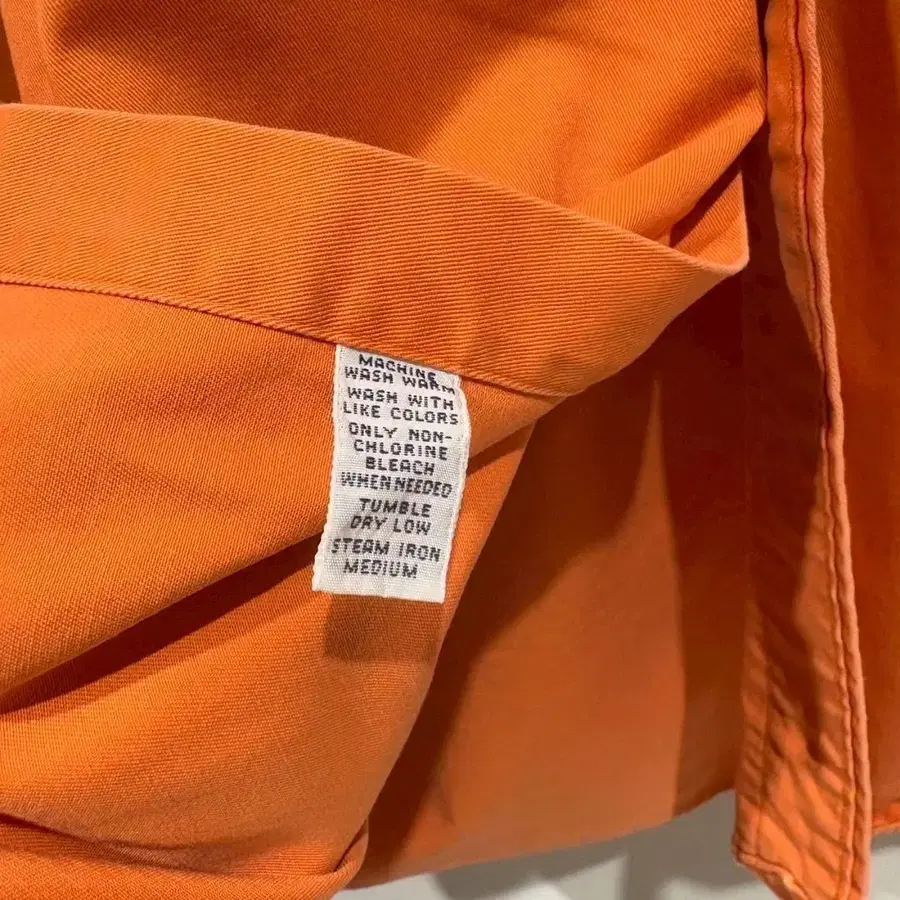 MACHINE
WASH WARM
WASH WITH
LIKE COLORS
ONLY NON-
CHLORINE
BLEACH
WHEN NEEDED
TUMBLE
DRY LOW
STEAM IRON
MEDIUM